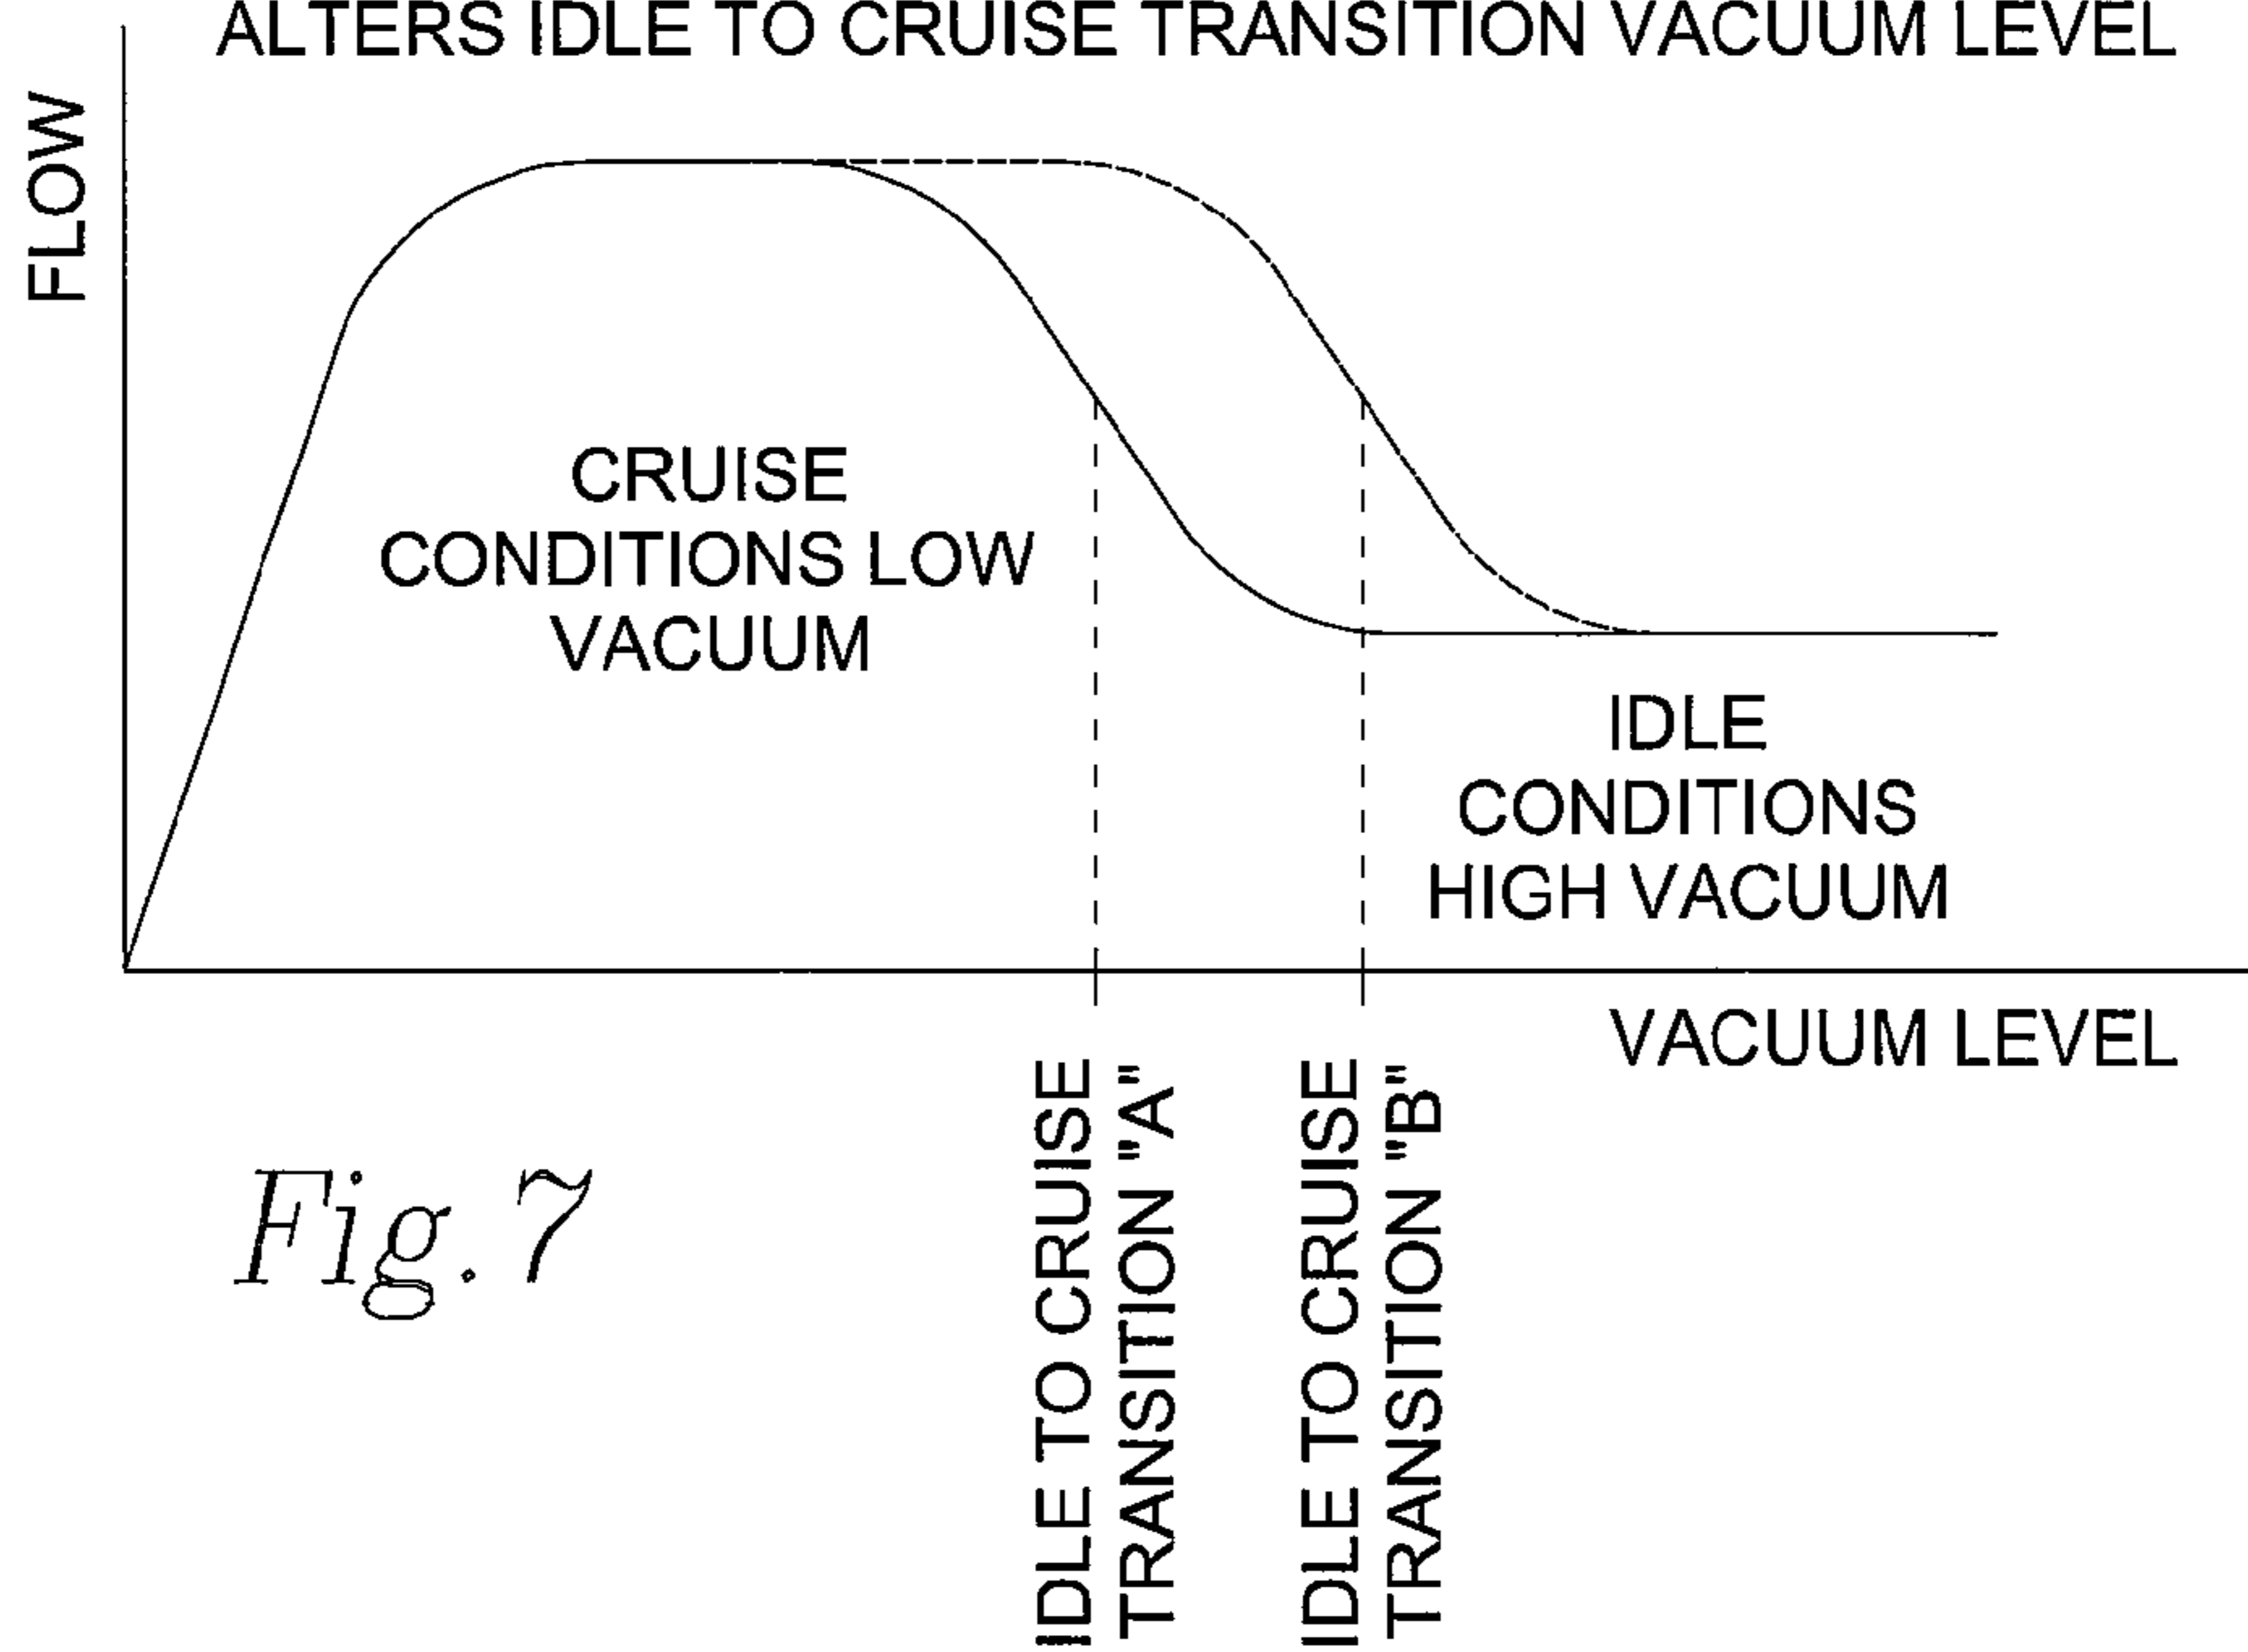 ALTERS IDLE TO CRUISE TRANSITION VACUUM LEVEL
FLOW
CRUISE
CONDITIONS LOW
VACUUM
IDLE
CONDITIONS
HIGH VACUUM
VACUUM LEVEL
IDLE TO CRUISE
TRANSITION "A"
IDLE TO CRUISE
TRANSITION "B"
Fig. 7